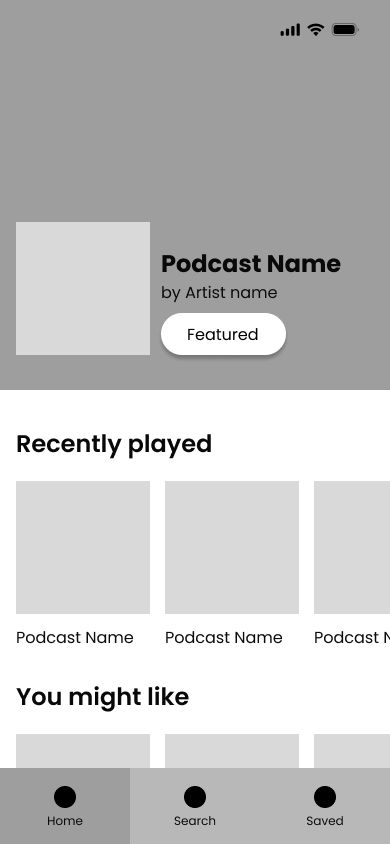 Podcast Name
by Artist name
Featured
Recently played
Podcast Name
Podcast Name
Podcast N
You might like
Home
Search
Saved